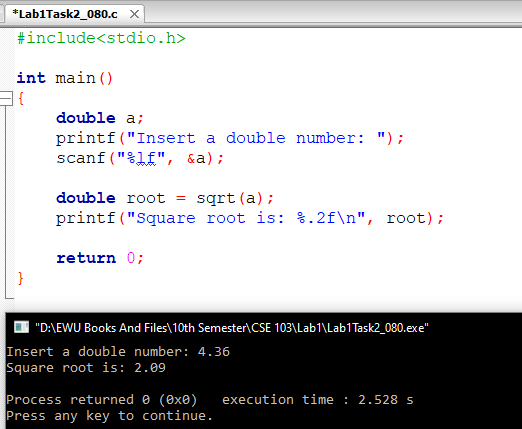 *Lab1Task2_080.c
#include<stdio.h>
int main()
{
double a;
printf("Insert a double number: ");
scanf("%lf", &a);
double root = sqrt(a);
printf("Square root is: %.2f\n", root);
return 0;
}
"D:\EWU Books And Files\10th Semester\CSE 103\Lab1\Lab1Task2_080.exe"
Insert a double number: 4.36
Square root is: 2.09
Process returned 0 (0x0)   execution time : 2.528 s
Press any key to continue.